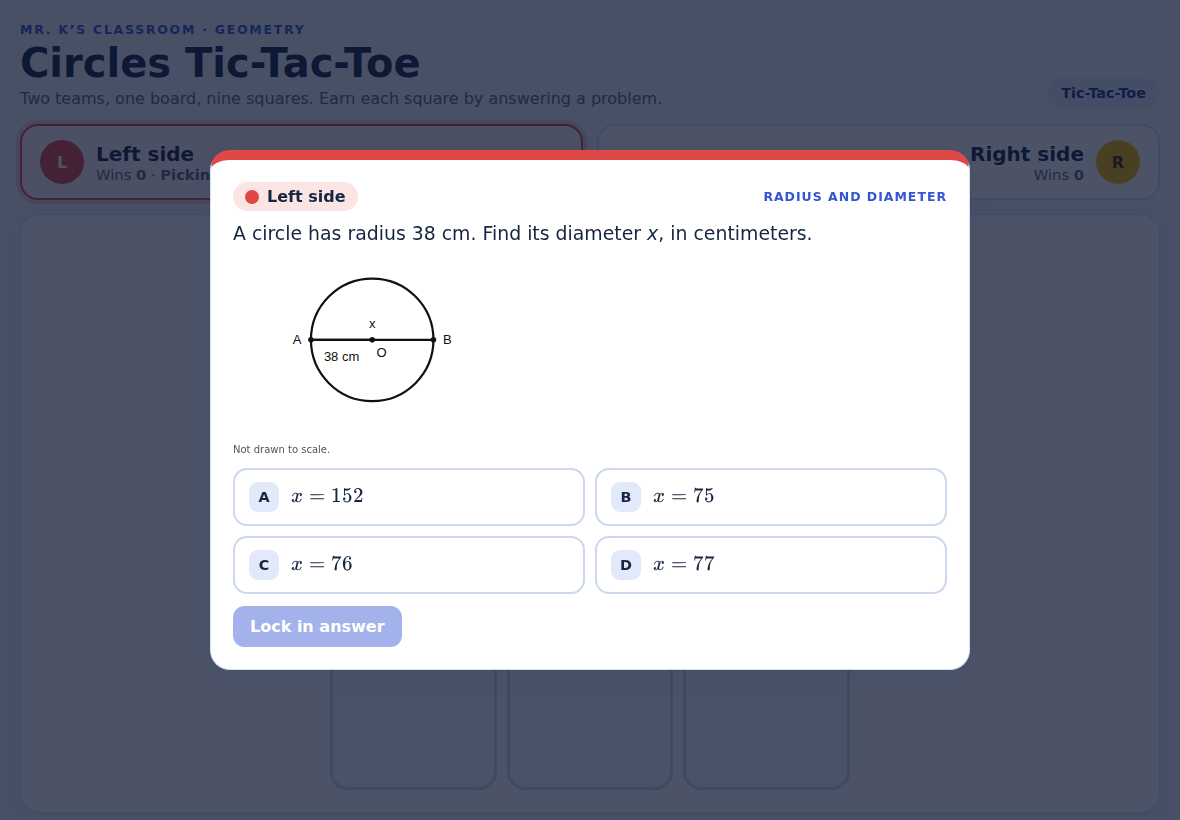 MR. K'S CLASSROOM · GEOMETRY
Circles Tic-Tac-Toe
Two teams, one board, nine squares. Earn each square by answering a problem.
Tic-Tac-Toe
L
Left side
Wins 0 · Pickin
Right side
Wins 0
R
Left side
RADIUS AND DIAMETER
A circle has radius 38 cm. Find its diameter x, in centimeters.
x
A
B
38 cm
O
Not drawn to scale.
A x = 152
B x = 75
C x = 76
D x = 77
Lock in answer